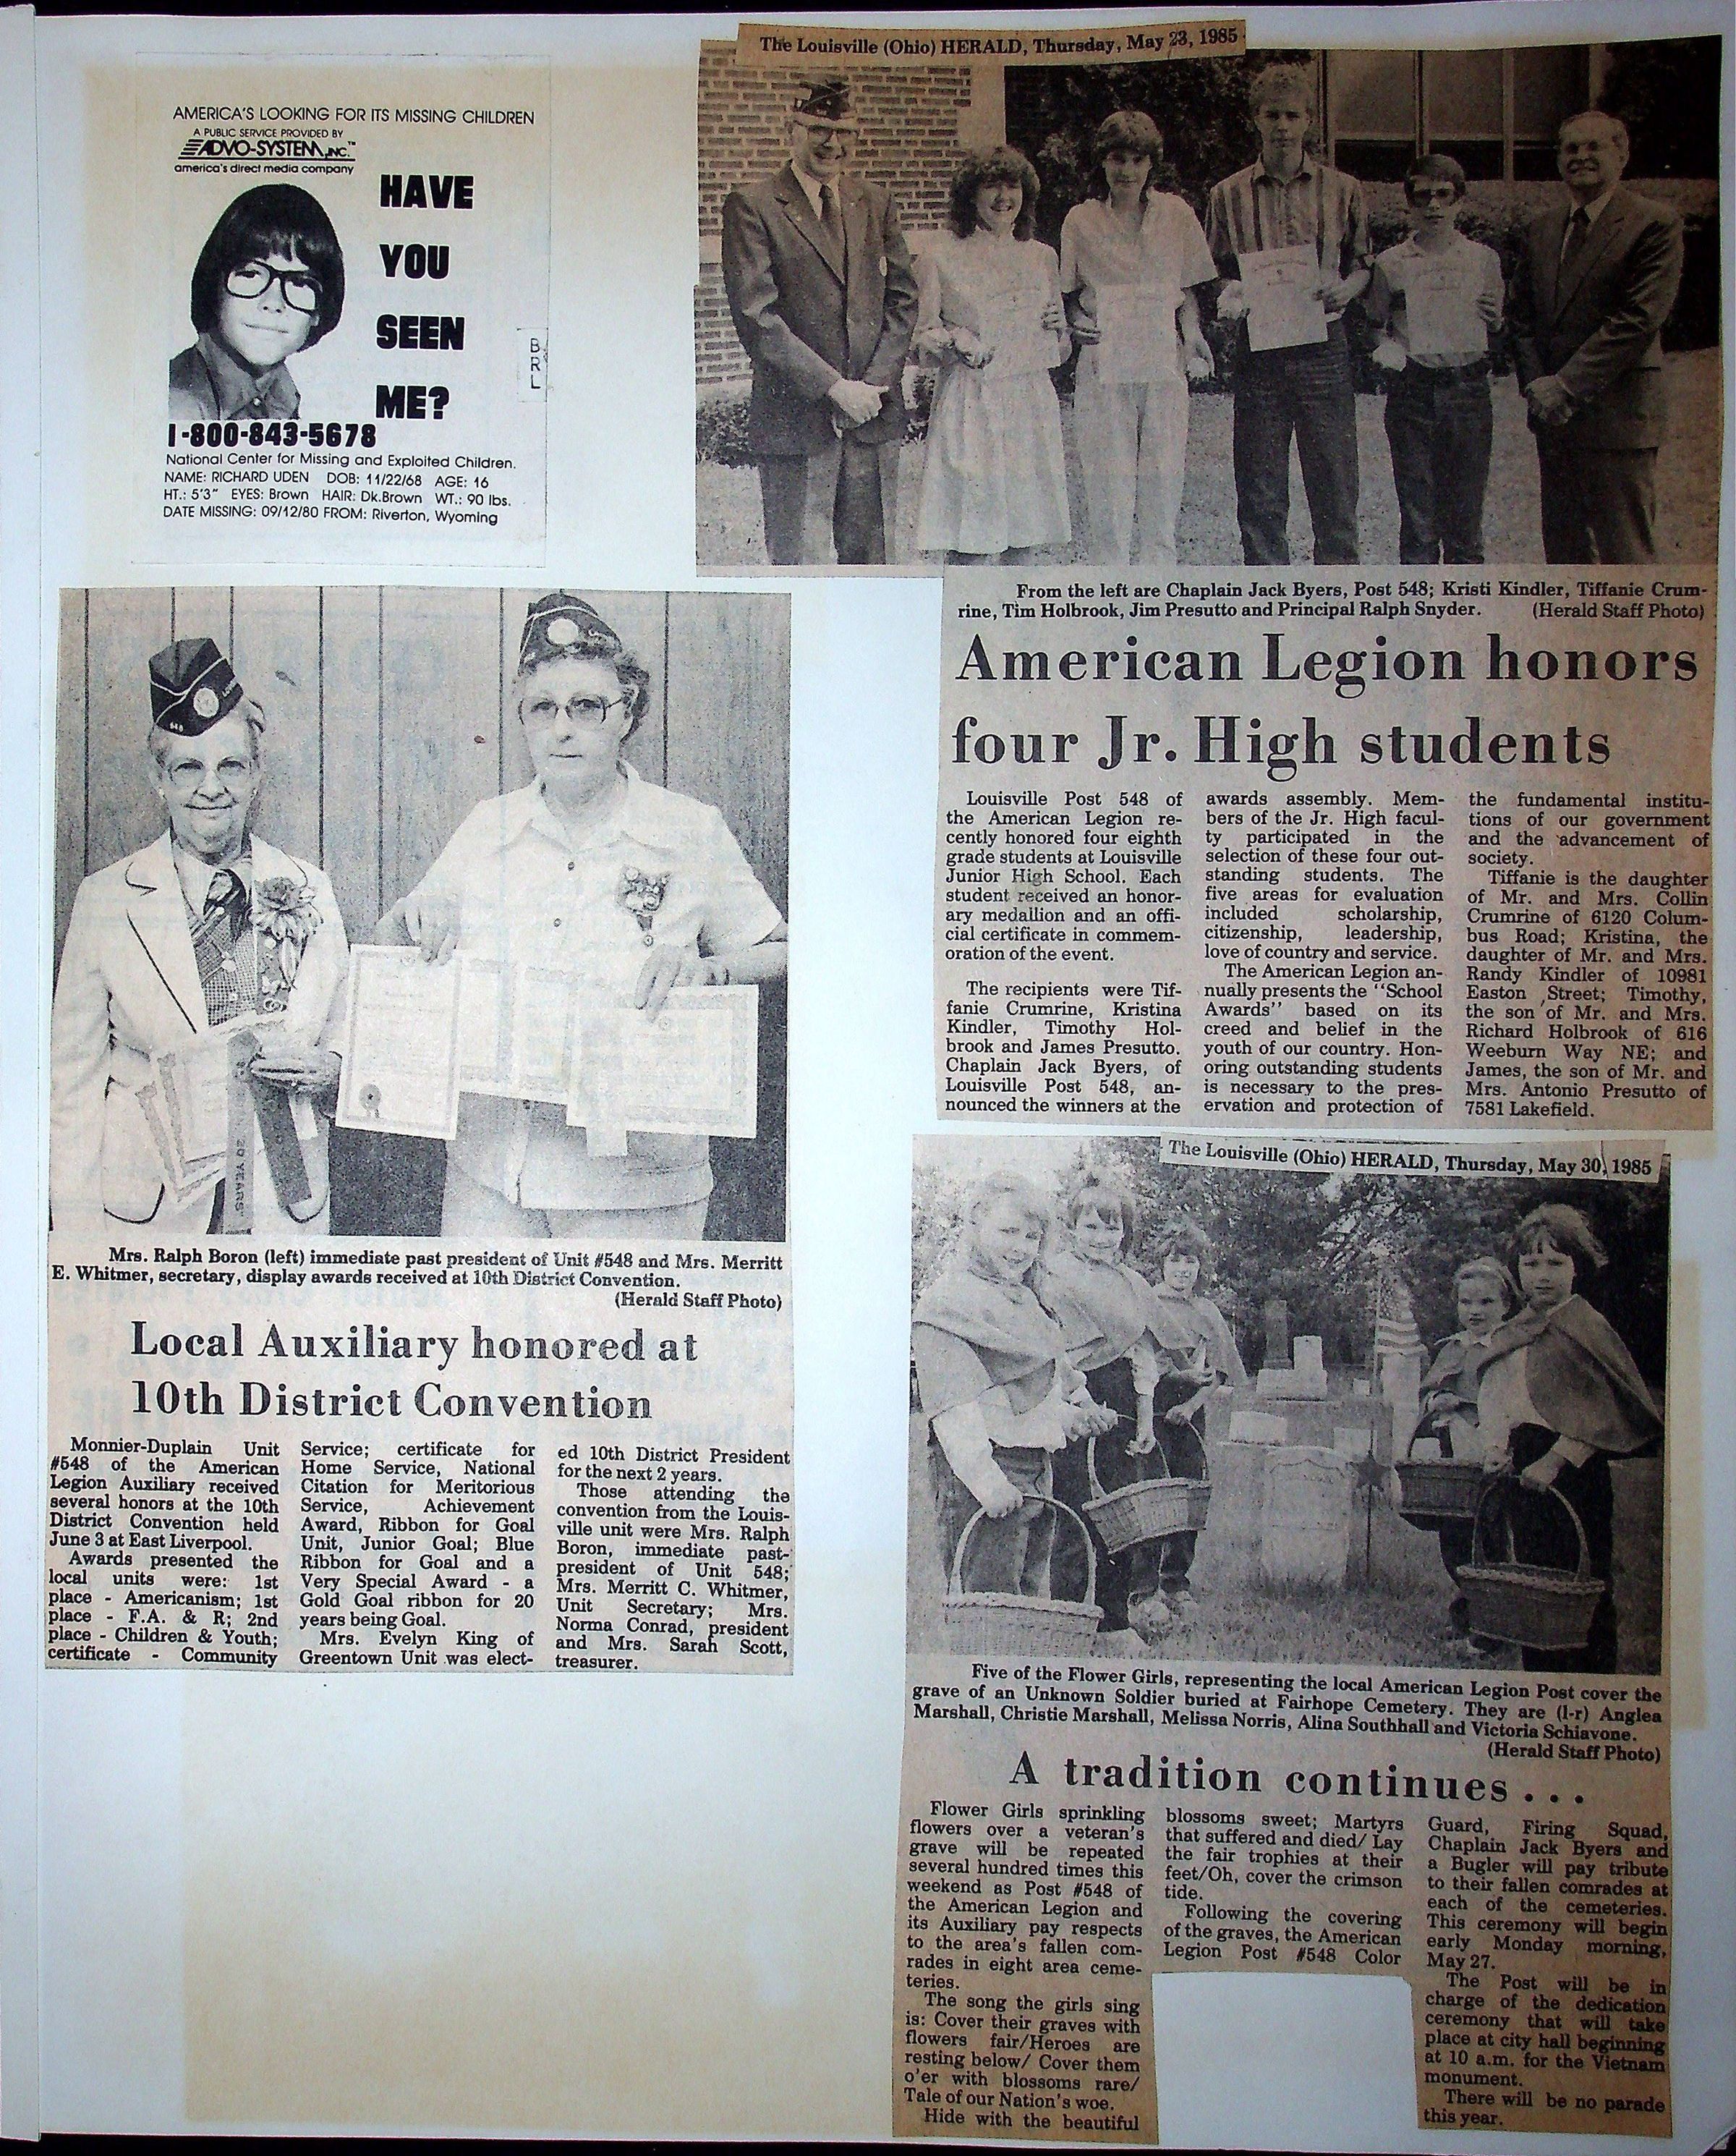 AMERICA'S LOOKING FOR ITS MISSING CHILDREN
A PUBLIC SERVICE PROVIDED BY
ADVO-SYSTEM, INC.™
america's direct media company
HAVE
YOU
SEEN
ME?
BRL
1-800-843-5678
National Center for Missing and Exploited Children.
NAME: RICHARD UDEN DOB: 11/22/68 AGE: 16
HT.: 5'3" EYES: Brown HAIR: Dk.Brown WT.: 90 lbs.
DATE MISSING: 09/12/80 FROM: Riverton, Wyoming
The Louisville (Ohio) HERALD, Thursday, May 23, 1985
From the left are Chaplain Jack Byers, Post 548; Kristi Kindler, Tiffanie Crum-
rine, Tim Holbrook, Jim Presutto and Principal Ralph Snyder. (Herald Staff Photo)
American Legion honors
four Jr. High students
Louisville Post 548 of
the American Legion re-
cently honored four eighth
grade students at Louisville
Junior High School. Each
student received an honor-
ary medallion and an offi-
cial certificate in commem-
oration of the event.
The recipients were Tif-
fanie Crumrine, Kristina
Kindler, Timothy Hol-
brook and James Presutto.
Chaplain Jack Byers, of
Louisville Post 548, an-
nounced the winners at the
awards assembly. Mem-
bers of the Jr. High facul-
ty participated in the
selection of these four out-
standing students. The
five areas for evaluation
included scholarship,
citizenship, leadership,
love of country and service.
The American Legion an-
nually presents the "School
Awards" based on its
creed and belief in the
youth of our country. Hon-
oring outstanding students
is necessary to the pres-
ervation and protection of
the fundamental institu-
tions of our government
and the advancement of
society.
Tiffanie is the daughter
of Mr. and Mrs. Collin
Crumrine of 6120 Colum-
bus Road; Kristina, the
daughter of Mr. and Mrs.
Randy Kindler of 10981
Easton Street; Timothy,
the son of Mr. and Mrs.
Richard Holbrook of 616
Weeburn Way NE; and
James, the son of Mr. and
Mrs. Antonio Presutto of
7581 Lakefield.
548
20 YEARS
Mrs. Ralph Boron (left) immediate past president of Unit #548 and Mrs. Merritt
E. Whitmer, secretary, display awards received at 10th District Convention.
(Herald Staff Photo)
Local Auxiliary honored at
10th District Convention
Monnier-Duplain Unit
#548 of the American
Legion Auxiliary received
several honors at the 10th
District Convention held
June 3 at East Liverpool.
Awards presented the
local units were: 1st
place - Americanism; 1st
place - F.A. & R; 2nd
place - Children & Youth;
certificate - Community
Service; certificate for
Home Service, National
Citation for Meritorious
Service, Achievement
Award, Ribbon for Goal
Unit, Junior Goal; Blue
Ribbon for Goal and a
Very Special Award - a
Gold Goal ribbon for 20
years being Goal.
Mrs. Evelyn King of
Greentown Unit was elect-
ed 10th District President
for the next 2 years.
Those attending the
convention from the Louis-
ville unit were Mrs. Ralph
Boron, immediate past-
president of Unit 548;
Mrs. Merritt C. Whitmer,
Unit Secretary; Mrs.
Norma Conrad, president
and Mrs. Sarah Scott,
treasurer.
The Louisville (Ohio) HERALD, Thursday, May 30, 1985
Five of the Flower Girls, representing the local American Legion Post cover the
grave of an Unknown Soldier buried at Fairhope Cemetery. They are (l-r) Anglea
Marshall, Christie Marshall, Melissa Norris, Alina Southhall and Victoria Schiavone.
(Herald Staff Photo)
A tradition continues . . .
Flower Girls sprinkling
flowers over a veteran's
grave will be repeated
several hundred times this
weekend as Post #548 of
the American Legion and
its Auxiliary pay respects
to the area's fallen com-
rades in eight area ceme-
teries.
The song the girls sing
is: Cover their graves with
flowers fair/Heroes are
resting below/ Cover them
o'er with blossoms rare/
Tale of our Nation's woe.
Hide with the beautiful
blossoms sweet; Martyrs
that suffered and died/ Lay
the fair trophies at their
feet/Oh, cover the crimson
tide.
Following the covering
of the graves, the American
Legion Post #548 Color
Guard, Firing Squad,
Chaplain Jack Byers and
a Bugler will pay tribute
to their fallen comrades at
each of the cemeteries.
This ceremony will begin
early Monday morning,
May 27.
The Post will be in
charge of the dedication
ceremony that will take
place at city hall beginning
at 10 a.m. for the Vietnam
monument.
There will be no parade
this year.